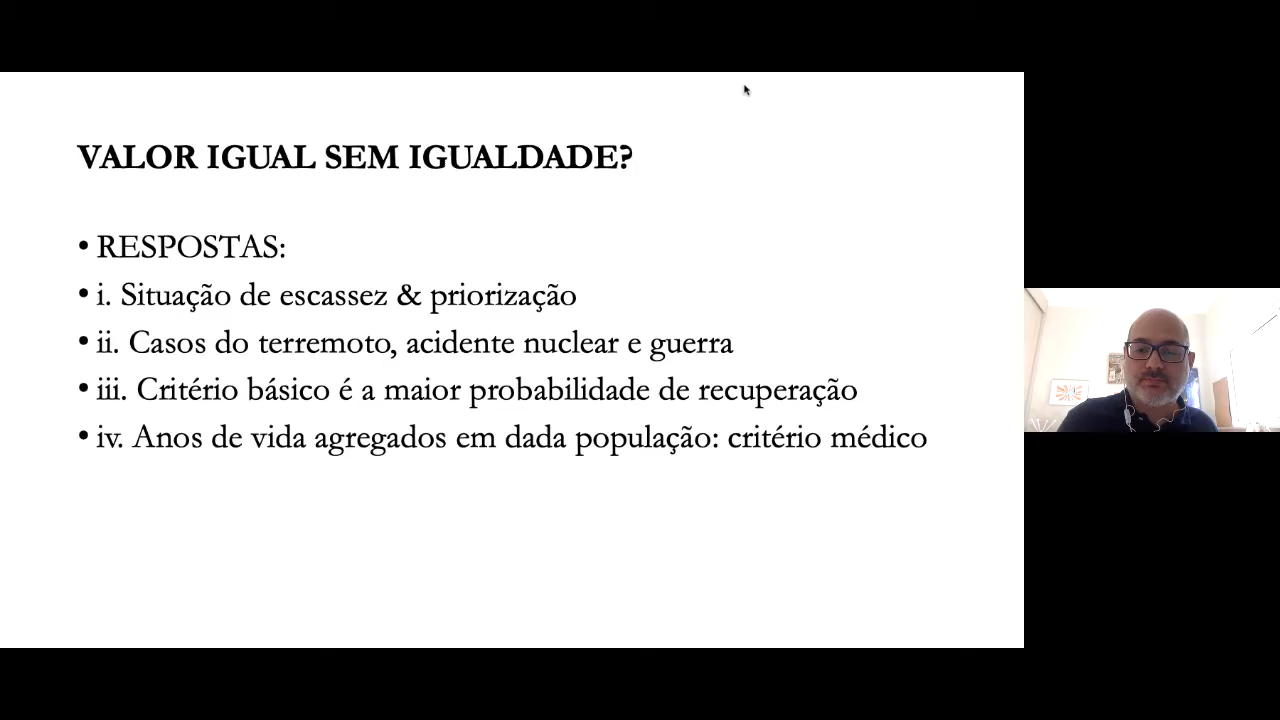 VALOR IGUAL SEM IGUALDADE?
• RESPOSTAS:
• i. Situação de escassez & priorização
• ii. Casos do terremoto, acidente nuclear e guerra
• iii. Critério básico é a maior probabilidade de recuperação
• iv. Anos de vida agregados em dada população: critério médico